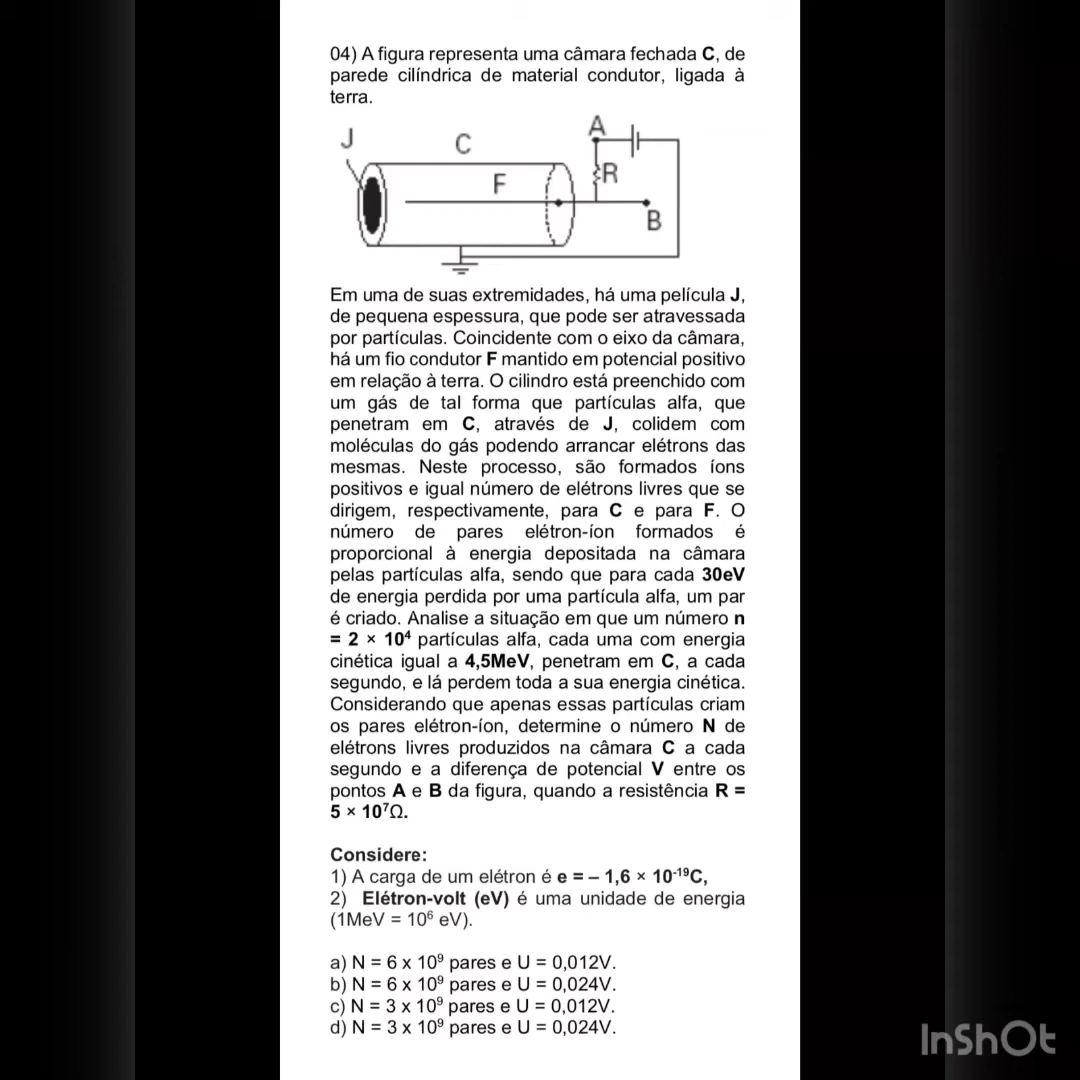 04) A figura representa uma câmara fechada C, de
parede cilíndrica de material condutor, ligada à
terra.
J
C
A
F
R
B
Em uma de suas extremidades, há uma película J,
de pequena espessura, que pode ser atravessada
por partículas. Coincidente com o eixo da câmara,
há um fio condutor F mantido em potencial positivo
em relação à terra. O cilindro está preenchido com
um gás de tal forma que partículas alfa, que
penetram em C, através de J, colidem com
moléculas do gás podendo arrancar elétrons das
mesmas. Neste processo, são formados íons
positivos e igual número de elétrons livres que se
dirigem, respectivamente, para C e para F. O
número de pares elétron-íon formados é
proporcional à energia depositada na câmara
pelas partículas alfa, sendo que para cada 30eV
de energia perdida por uma partícula alfa, um par
é criado. Analise a situação em que um número n
= 2 × 10⁴ partículas alfa, cada uma com energia
cinética igual a 4,5MeV, penetram em C, a cada
segundo, e lá perdem toda a sua energia cinética.
Considerando que apenas essas partículas criam
os pares elétron-íon, determine o número N de
elétrons livres produzidos na câmara C a cada
segundo e a diferença de potencial V entre os
pontos A e B da figura, quando a resistência R =
5 × 10⁷Ω.
Considere:
1) A carga de um elétron é e = – 1,6 × 10⁻¹⁹C,
2) Elétron-volt (eV) é uma unidade de energia
(1MeV = 10⁶ eV).
a) N = 6 x 10⁹ pares e U = 0,012V.
b) N = 6 x 10⁹ pares e U = 0,024V.
c) N = 3 x 10⁹ pares e U = 0,012V.
d) N = 3 x 10⁹ pares e U = 0,024V.
InShOt